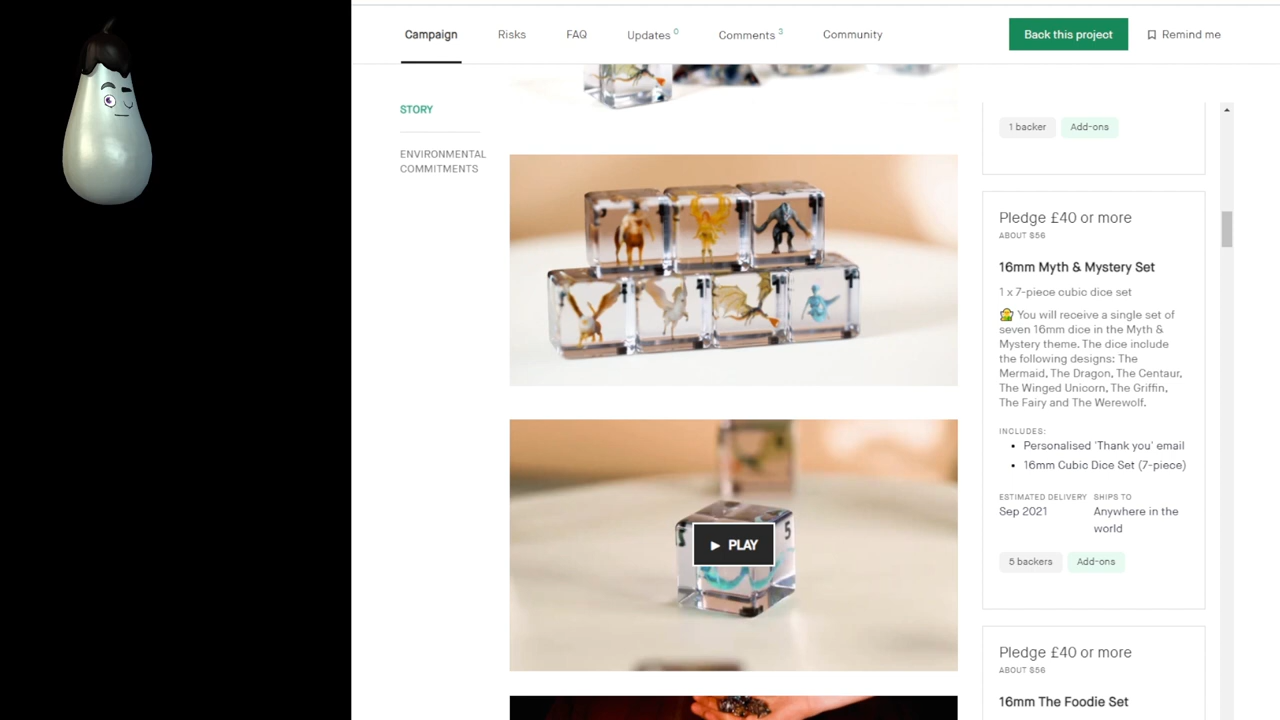 Campaign
Risks
FAQ
Updates 0
Comments 3
Community
Back this project
Remind me
STORY
ENVIRONMENTAL
COMMITMENTS
5
▶ PLAY
1 backer
Add-ons
Pledge £40 or more
ABOUT $56
16mm Myth & Mystery Set
1 x 7-piece cubic dice set
You will receive a single set of
seven 16mm dice in the Myth &
Mystery theme. The dice include
the following designs: The
Mermaid, The Dragon, The Centaur,
The Winged Unicorn, The Griffin,
The Fairy and The Werewolf.
INCLUDES:
• Personalised 'Thank you' email
• 16mm Cubic Dice Set (7-piece)
ESTIMATED DELIVERY
Sep 2021
SHIPS TO
Anywhere in the
world
5 backers
Add-ons
Pledge £40 or more
ABOUT $56
16mm The Foodie Set